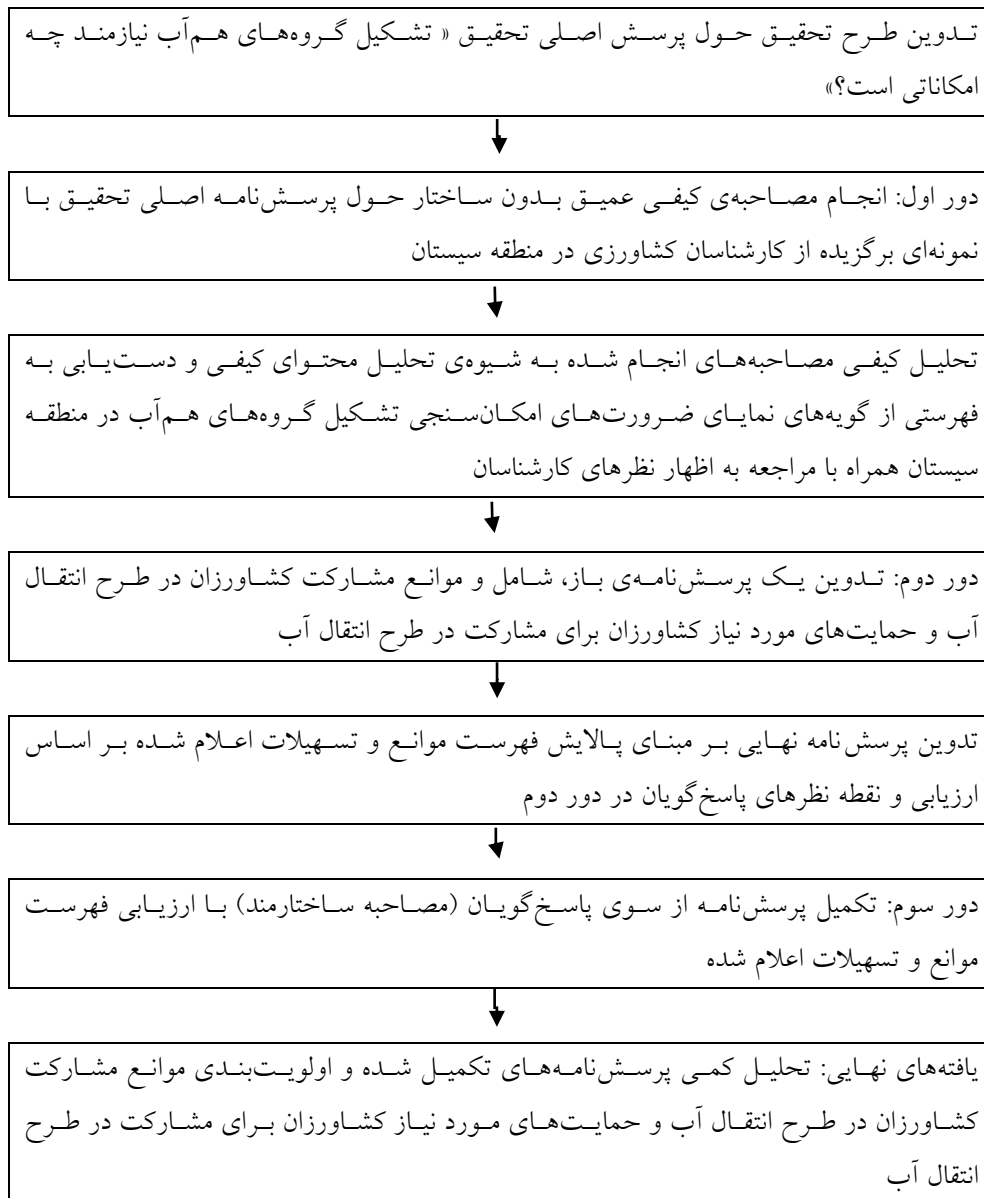 تدوین طرح تحقیق حول پرسش اصلی تحقیق « تشکیل گروه‌های هم‌آب نیازمند چه
امکاناتی است؟»
دور اول: انجام مصاحبه‌ی کیفی عمیق بدون ساختار حول پرسش‌نامه اصلی تحقیق با
نمونه‌ای برگزیده از کارشناسان کشاورزی در منطقه سیستان
تحلیل کیفی مصاحبه‌های انجام شده به شیوه‌ی تحلیل محتوای کیفی و دست‌یابی به
فهرستی از گویه‌های نمایای ضرورت‌های امکان‌سنجی تشکیل گروه‌های هم‌آب در منطقه
سیستان همراه با مراجعه به اظهار نظرهای کارشناسان
دور دوم: تدوین یک پرسش‌نامه‌ی باز، شامل و موانع مشارکت کشاورزان در طرح انتقال
آب و حمایت‌های مورد نیاز کشاورزان برای مشارکت در طرح انتقال آب
تدوین پرسش‌نامه نهایی بر مبنای پالایش فهرست موانع و تسهیلات اعلام شده بر اساس
ارزیابی و نقطه نظرهای پاسخ‌گویان در دور دوم
دور سوم: تکمیل پرسش‌نامه از سوی پاسخ‌گویان (مصاحبه ساختارمند) با ارزیابی فهرست
موانع و تسهیلات اعلام شده
یافته‌های نهایی: تحلیل کمی پرسش‌نامه‌های تکمیل شده و اولویت‌بندی موانع مشارکت
کشاورزان در طرح انتقال آب و حمایت‌های مورد نیاز کشاورزان برای مشارکت در طرح
انتقال آب